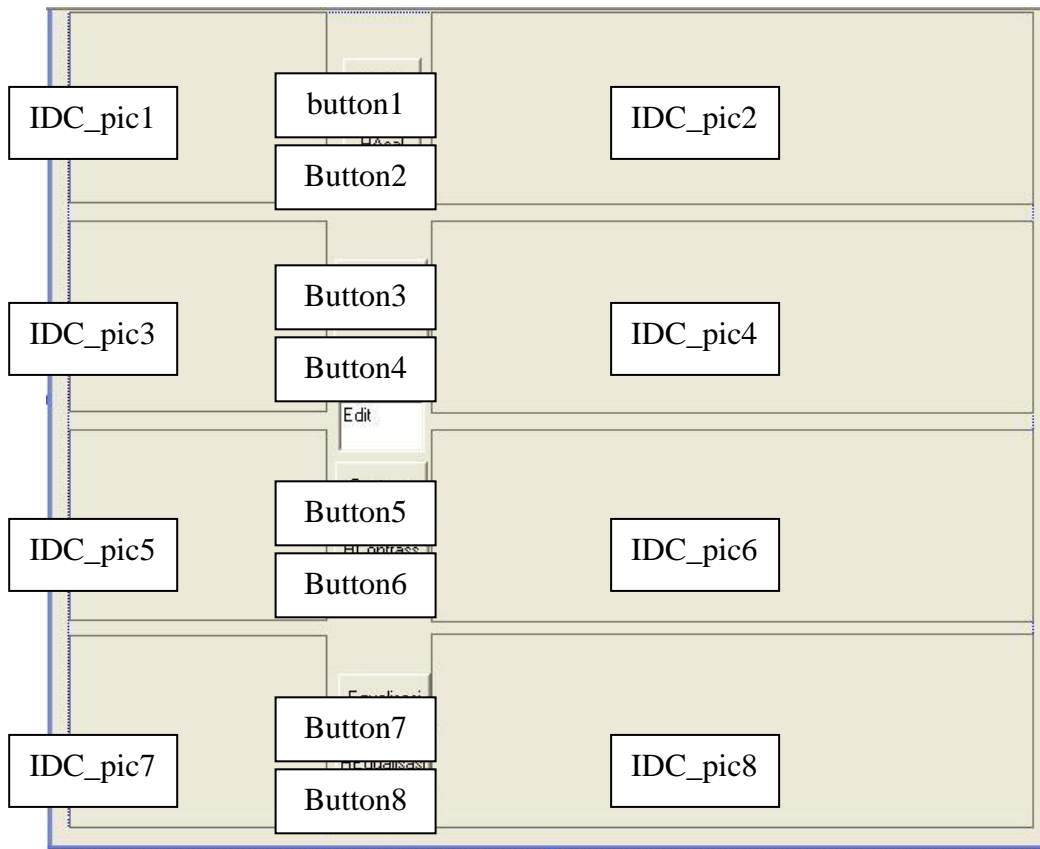 IDC_pic1
button1
IDC_pic2
Button2
Button3
IDC_pic3
IDC_pic4
Button4
Edit
Button5
IDC_pic5
IDC_pic6
Button6
Button7
IDC_pic7
IDC_pic8
Button8